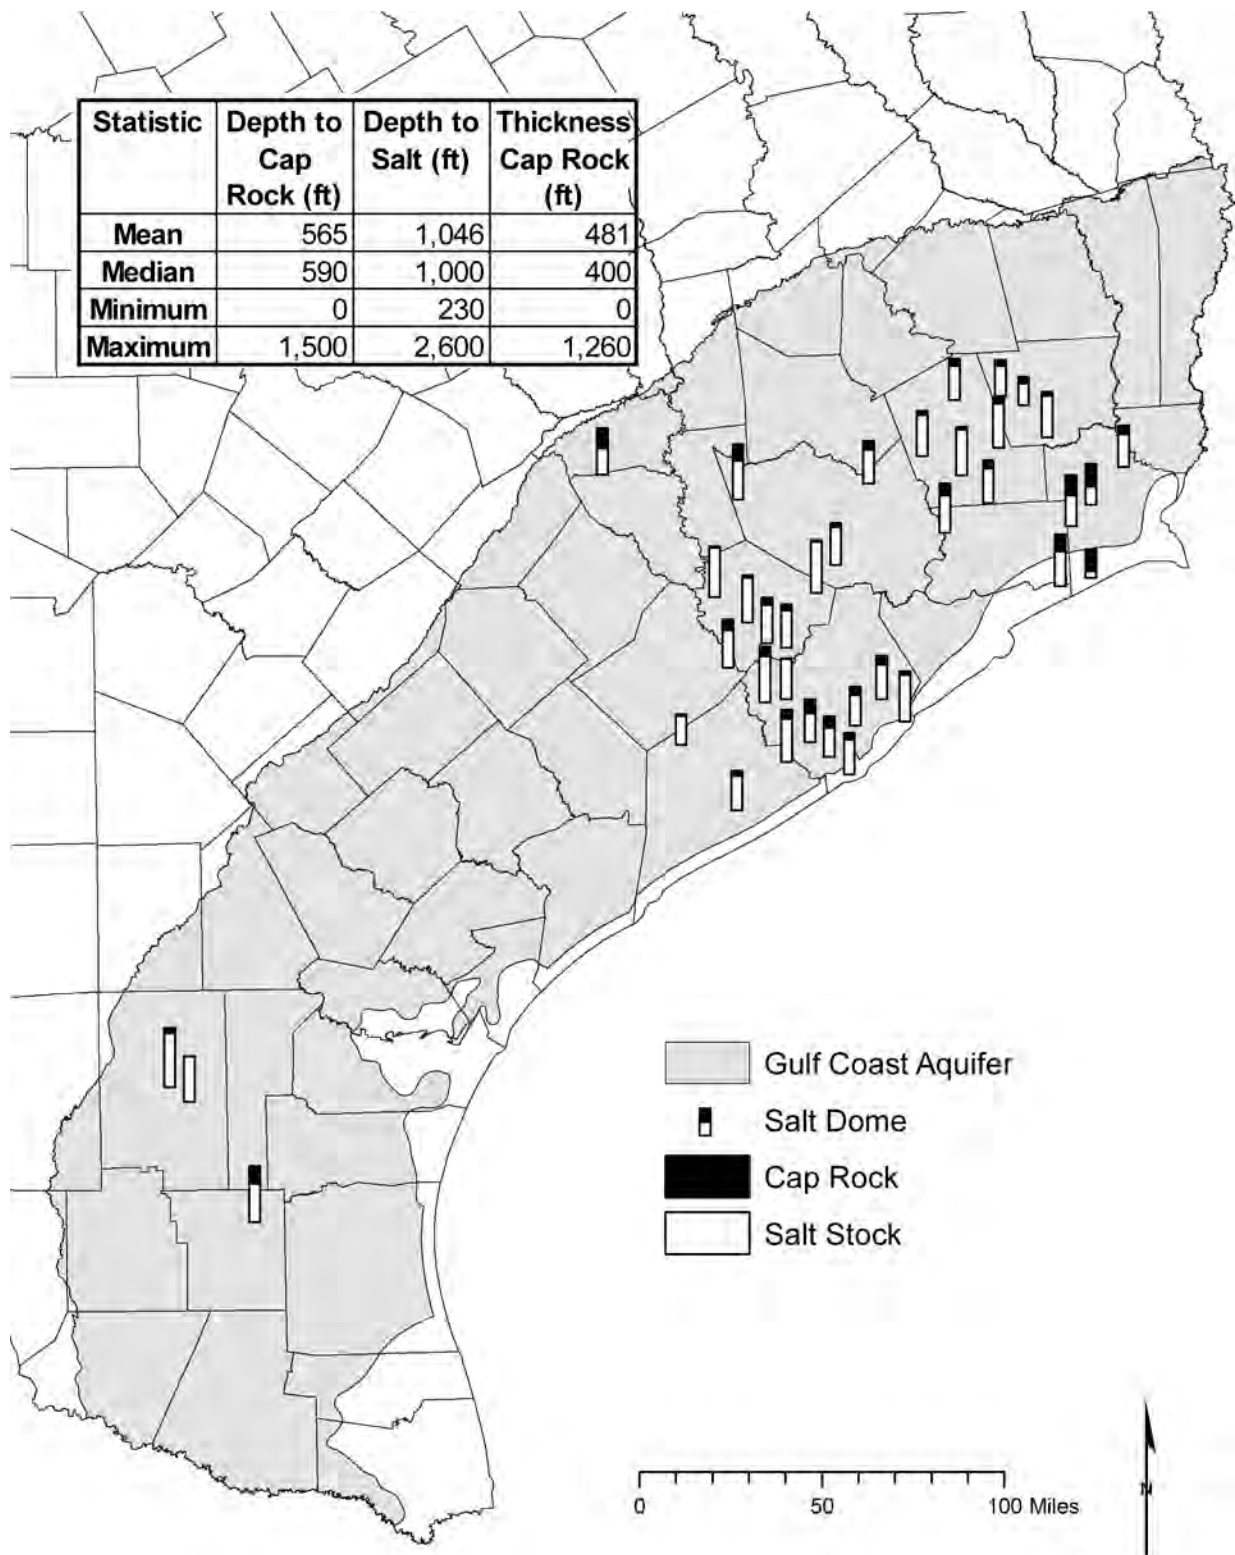 Statistic Depth to Cap Rock (ft) Depth to Salt (ft) Thickness Cap Rock (ft)
Mean 565 1,046 481
Median 590 1,000 400
Minimum 0 230 0
Maximum 1,500 2,600 1,260
Gulf Coast Aquifer
Salt Dome
Cap Rock
Salt Stock
0 50 100 Miles
N